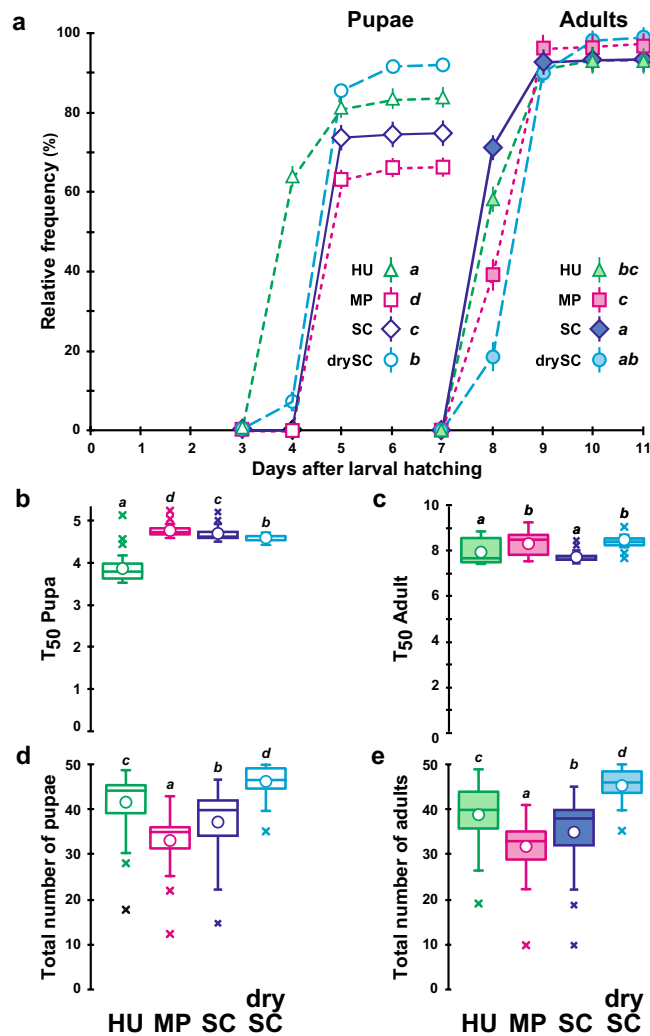 a
Pupae
Adults
Relative frequency (%)
100
80
60
40
20
0
HU a
MP d
SC c
drySC b
HU bc
MP c
SC a
drySC ab
0 1 2 3 4 5 6 7 8 9 10 11
Days after larval hatching
b
T50 Pupa
5
4
3
2
1
0
a d c b
c
T50 Adult
10
8
6
4
2
0
a b a b
d
Total number of pupae
50
40
30
20
10
0
c a b d
HU MP SC dry
SC
e
Total number of adults
50
40
30
20
10
0
c a b d
HU MP SC dry
SC